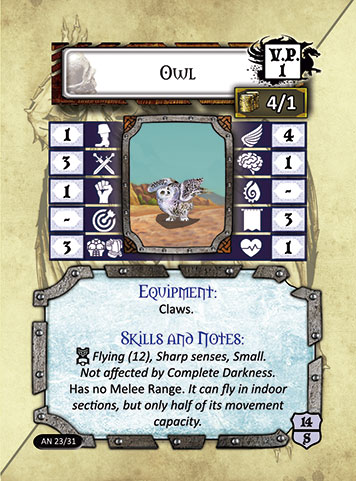 Owl
V.P.
1
4/1
1 4
3 1
1 -
- 3
3 1
Equipment:
Claws.
Skills and Notes:
Flying (12), Sharp senses, Small.
Not affected by Complete Darkness.
Has no Melee Range. It can fly in indoor
sections, but only half of its movement
capacity.
AN 23/31
14
S